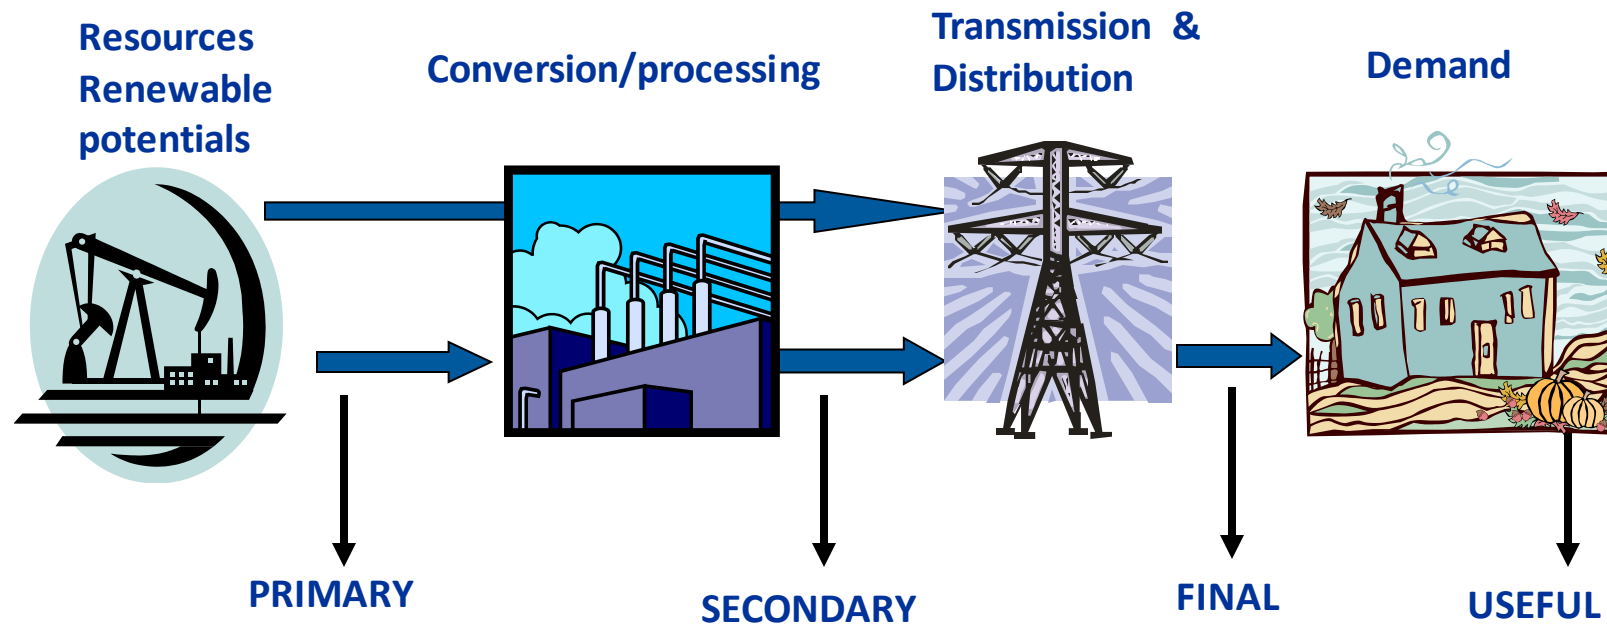 Resources
Renewable
potentials
Conversion/processing
Transmission &
Distribution
Demand
PRIMARY
SECONDARY
FINAL
USEFUL